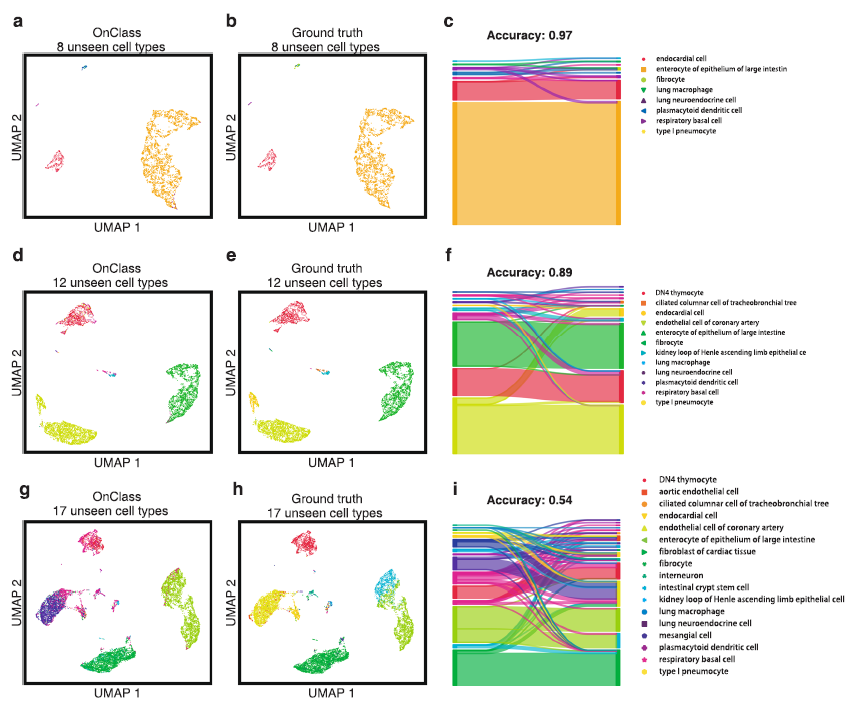 a
OnClass
8 unseen cell types
UMAP 2
UMAP 1
b
Ground truth
8 unseen cell types
UMAP 2
UMAP 1
c
Accuracy: 0.97
endocardial cell
enterocyte of epithelium of large intestin
fibrocyte
lung macrophage
lung neuroendocrine cell
plasmacytoid dendritic cell
respiratory basal cell
type I pneumocyte
d
OnClass
12 unseen cell types
UMAP 2
UMAP 1
e
Ground truth
12 unseen cell types
UMAP 2
UMAP 1
f
Accuracy: 0.89
DN4 thymocyte
ciliated columnar cell of tracheobronchial tree
endocardial cell
endothelial cell of coronary artery
enterocyte of epithelium of large intestine
fibrocyte
kidney loop of Henle ascending limb epithelial ce
lung macrophage
lung neuroendocrine cell
plasmacytoid dendritic cell
respiratory basal cell
type I pneumocyte
g
OnClass
17 unseen cell types
UMAP 2
UMAP 1
h
Ground truth
17 unseen cell types
UMAP 2
UMAP 1
i
Accuracy: 0.54
DN4 thymocyte
aortic endothelial cell
ciliated columnar cell of tracheobronchial tree
endocardial cell
endothelial cell of coronary artery
enterocyte of epithelium of large intestine
fibroblast of cardiac tissue
fibrocyte
interneuron
intestinal crypt stem cell
kidney loop of Henle ascending limb epithelial cell
lung macrophage
lung neuroendocrine cell
mesangial cell
plasmacytoid dendritic cell
respiratory basal cell
type I pneumocyte